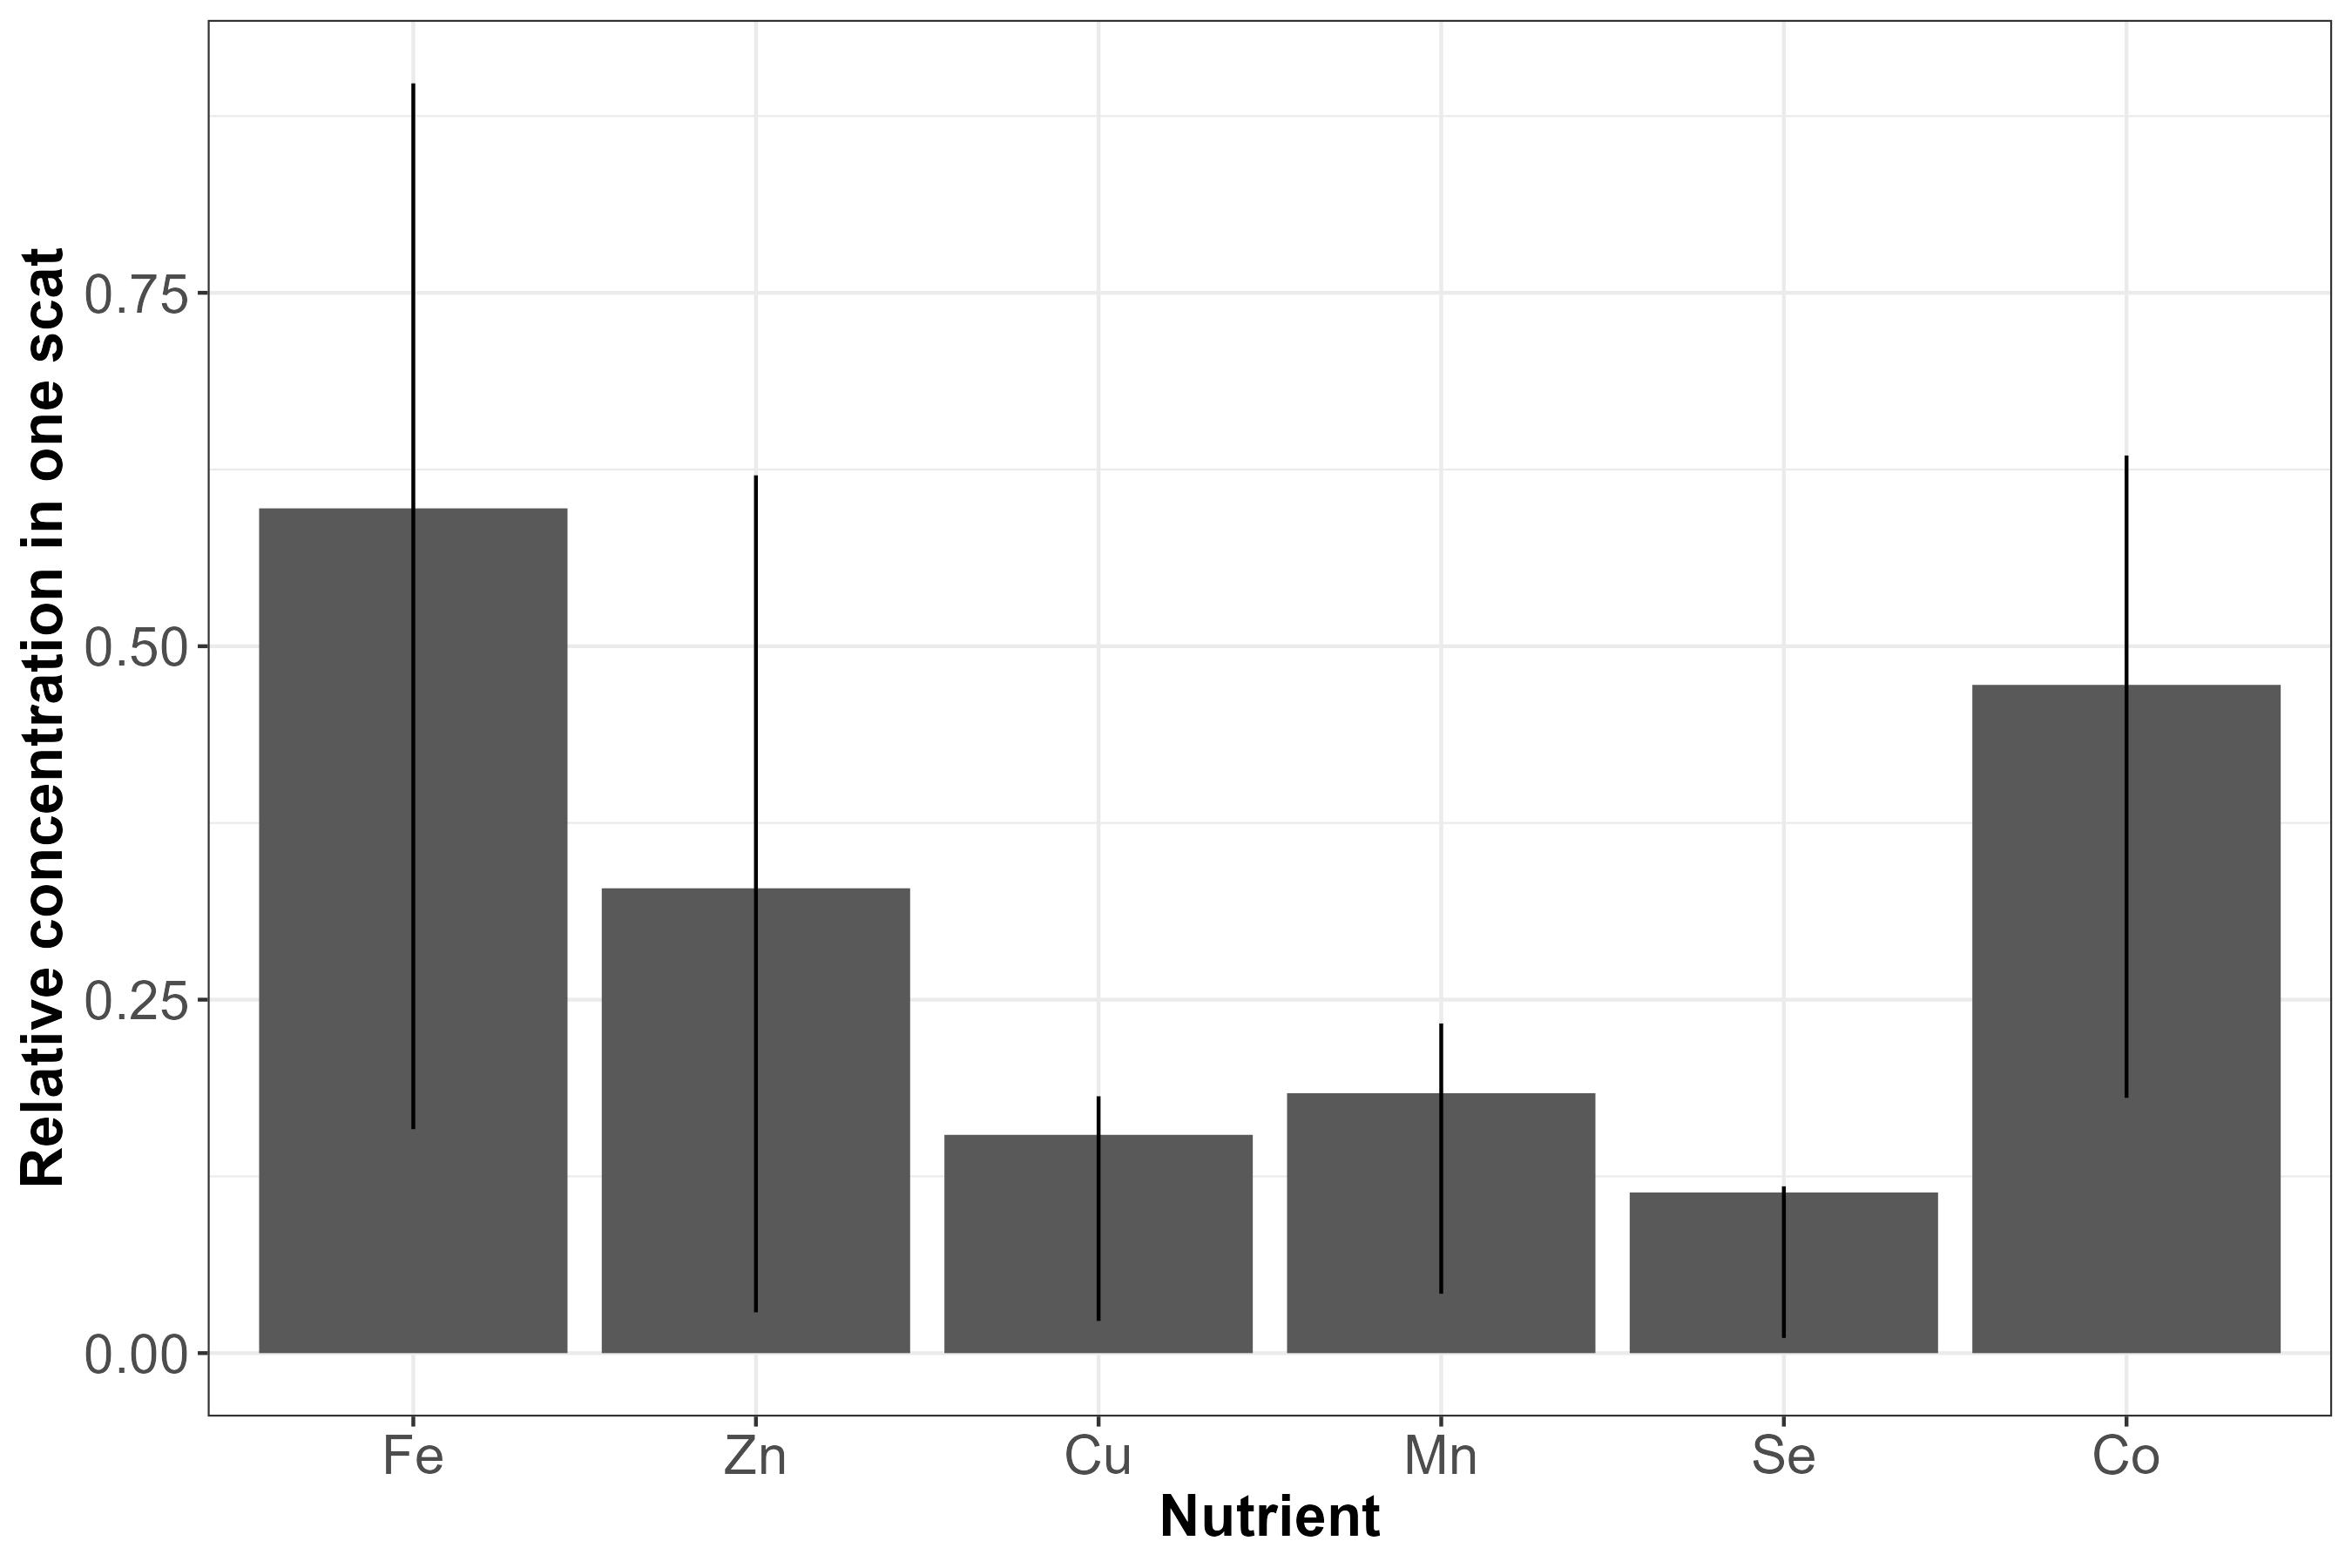 Relative concentration in one scat
0.75
0.50
0.25
0.00
Fe Zn Cu Mn Se Co
Nutrient